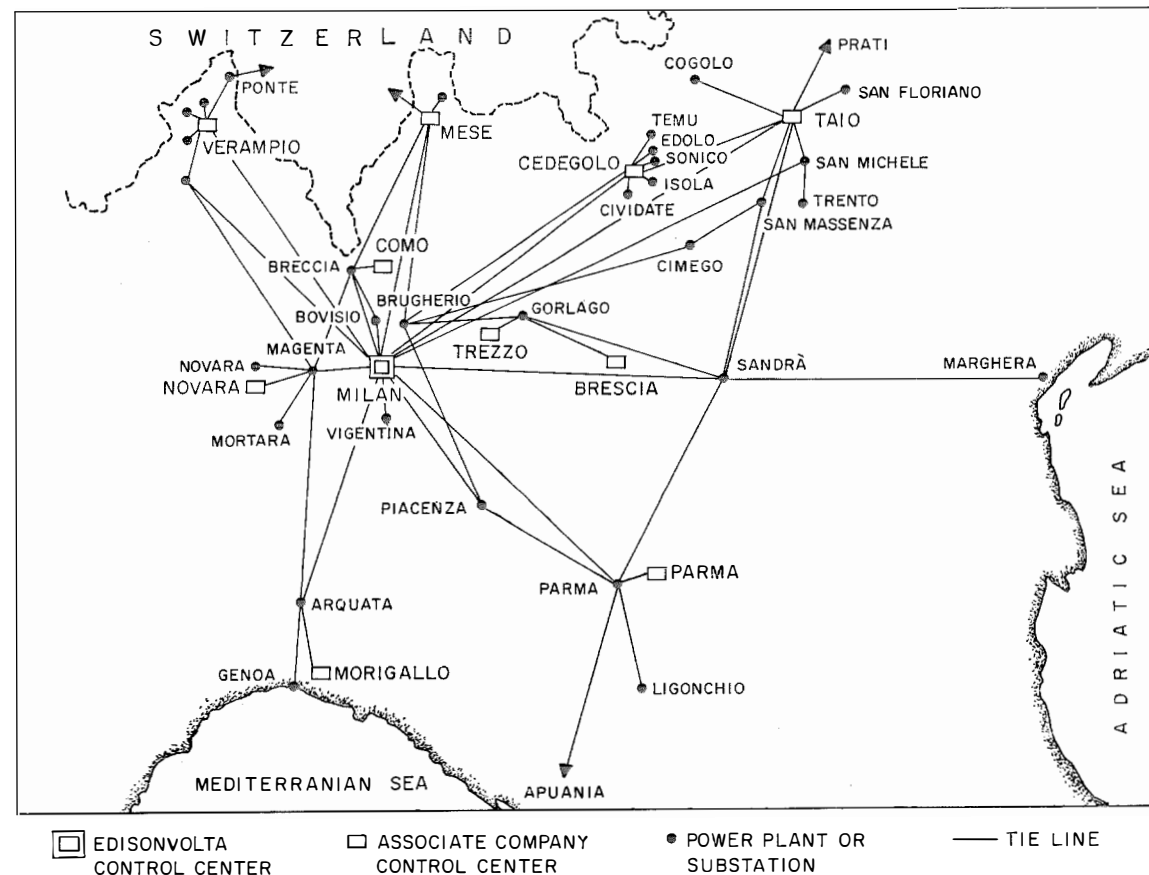 SWITZERLAND
PRATI
COGOLO
PONTE
SAN FLORIANO
TEMU
TAIO
MESE
EDOLO
VERAMPIO
CEDEGOLO
SONICO
SAN MICHELE
ISOLA
CIVIDATE
TRENTO
SAN MASSENZA
COMO
BRECCIA
CIMEGO
BRUGHERIO
GORLAGO
BOVISIO
MAGENTA
TREZZO
NOVARA
SANDRÀ
MARGHERA
NOVARA
BRESCIA
MILAN
MORTARA
VIGENTINA
PIACENZA
ADRIATIC SEA
PARMA
PARMA
ARQUATA
GENOA
MORIGALLO
LIGONCHIO
MEDITERRANIAN SEA
APUANIA
EDISONVOLTA
CONTROL CENTER
ASSOCIATE COMPANY
CONTROL CENTER
POWER PLANT OR
SUBSTATION
TIE LINE